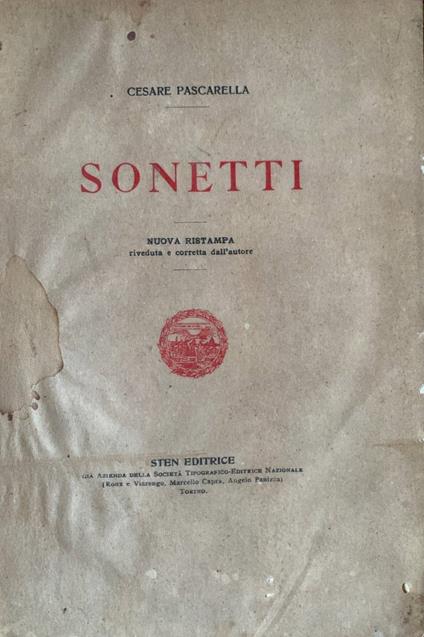 CESARE PASCARELLA
SONETTI
NUOVA RISTAMPA
riveduta e corretta dall'autore
STEN EDITRICE
GIÀ AZIENDA DELLA SOCIETÀ TIPOGRAFICO-EDITRICE NAZIONALE
(Roux e Viarengo, Marcello Capra, Angelo Panizza)
TORINO.